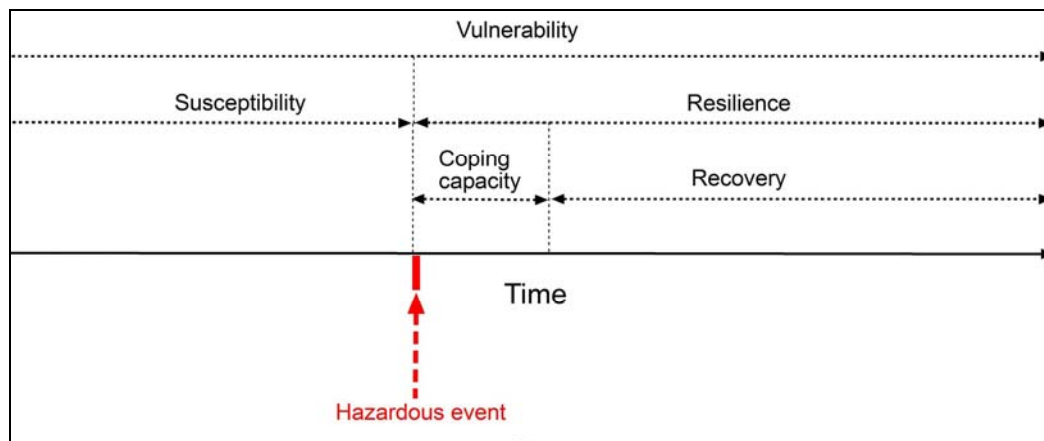 Vulnerability
Susceptibility
Resilience
Coping
capacity
Recovery
Time
Hazardous event